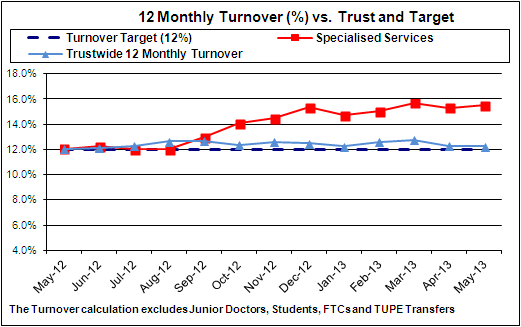 12 Monthly Turnover (%) vs. Trust and Target
Turnover Target (12%)
Specialised Services
Trustwide 12 Monthly Turnover
18.0%
16.0%
14.0%
12.0%
10.0%
8.0%
6.0%
4.0%
May-12
Jun-12
Jul-12
Aug-12
Sep-12
Oct-12
Nov-12
Dec-12
Jan-13
Feb-13
Mar-13
Apr-13
May-13
The Turnover calculation excludes Junior Doctors, Students, FTCs and TUPE Transfers